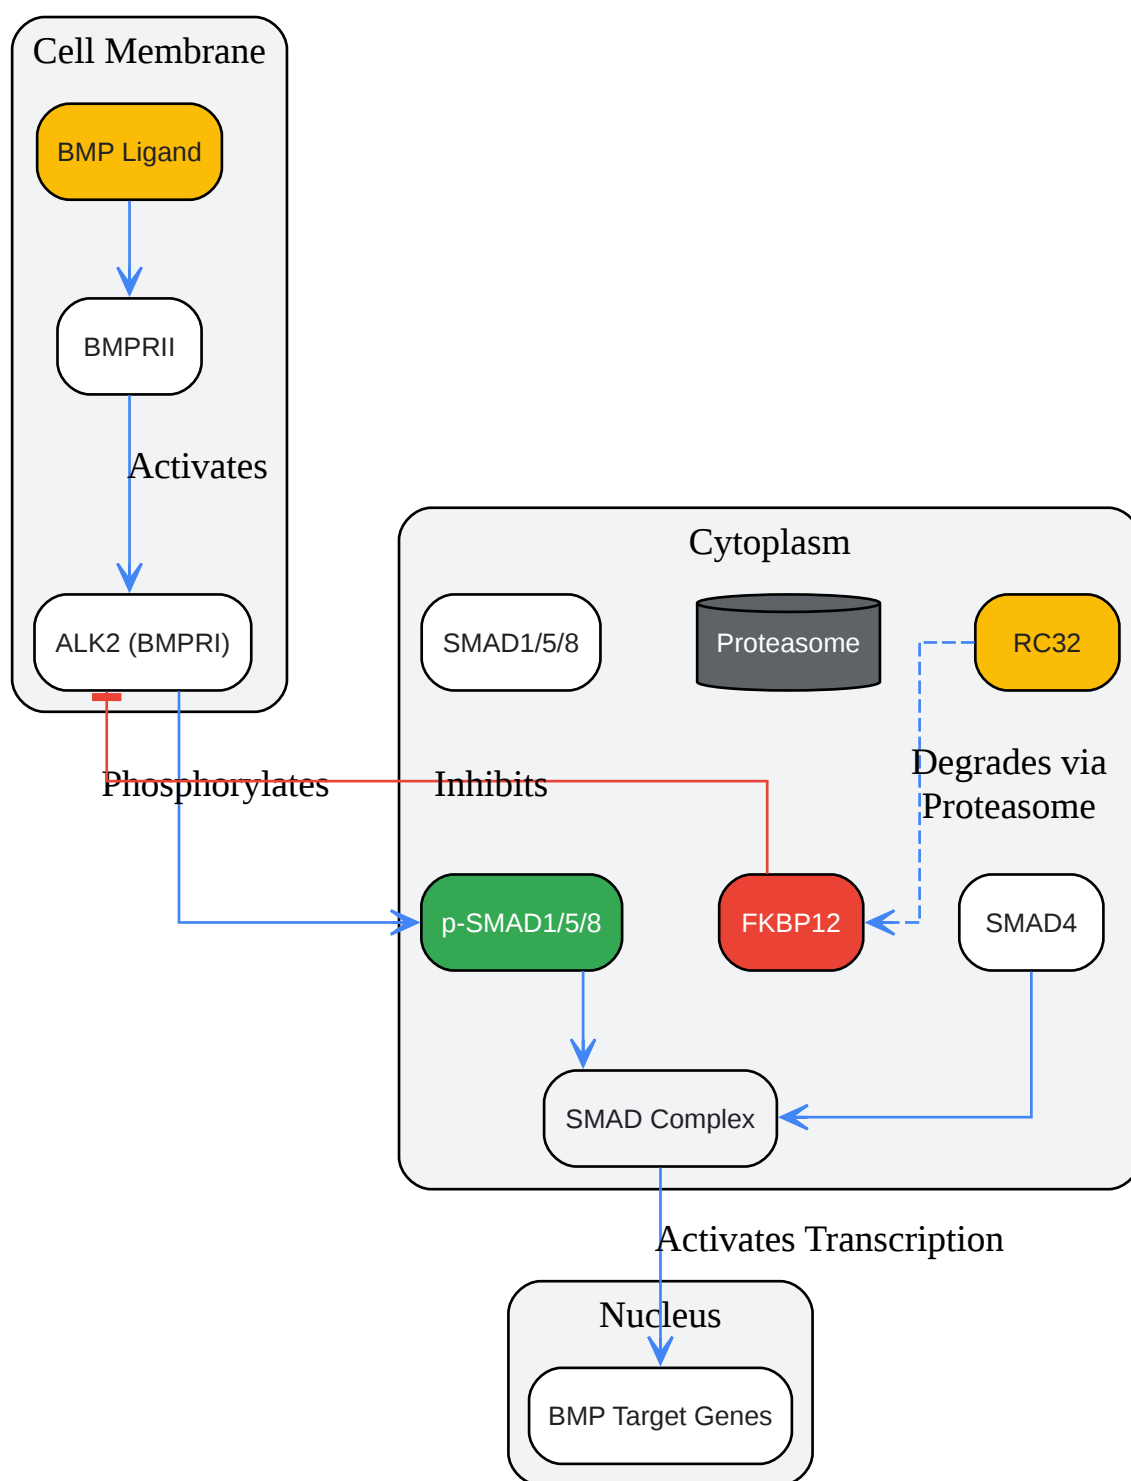 Cell Membrane
BMP Ligand
BMPRII
Activates
ALK2 (BMPRI)
Cytoplasm
SMAD1/5/8
Proteasome
RC32
Phosphorylates
Inhibits
Degrades via
Proteasome
p-SMAD1/5/8
FKBP12
SMAD4
SMAD Complex
Activates Transcription
Nucleus
BMP Target Genes